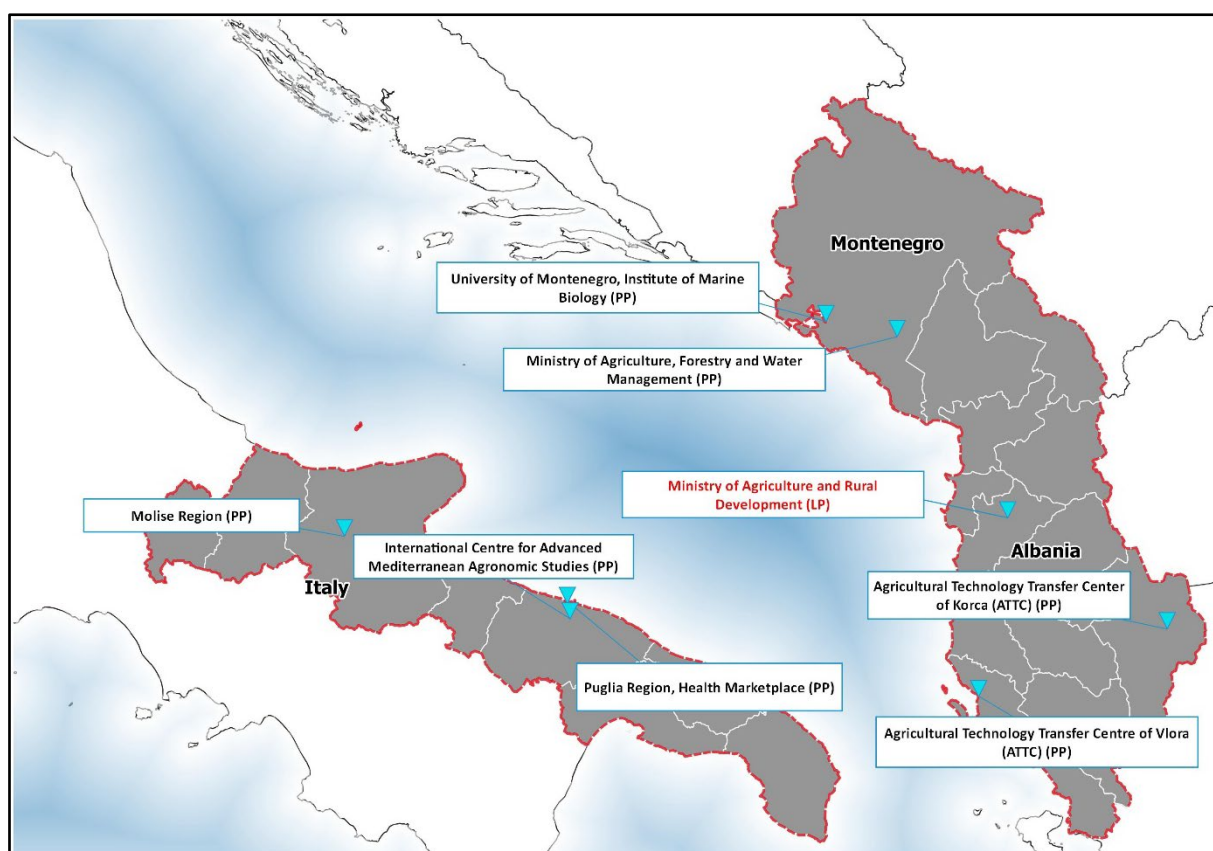 Montenegro
University of Montenegro, Institute of Marine
Biology (PP)
Ministry of Agriculture, Forestry and Water
Management (PP)
Ministry of Agriculture and Rural
Development (LP)
Molise Region (PP)
International Centre for Advanced
Mediterranean Agronomic Studies (PP)
Albania
Italy
Agricultural Technology Transfer Center
of Korca (ATTC) (PP)
Puglia Region, Health Marketplace (PP)
Agricultural Technology Transfer Centre of Vlora
(ATTC) (PP)